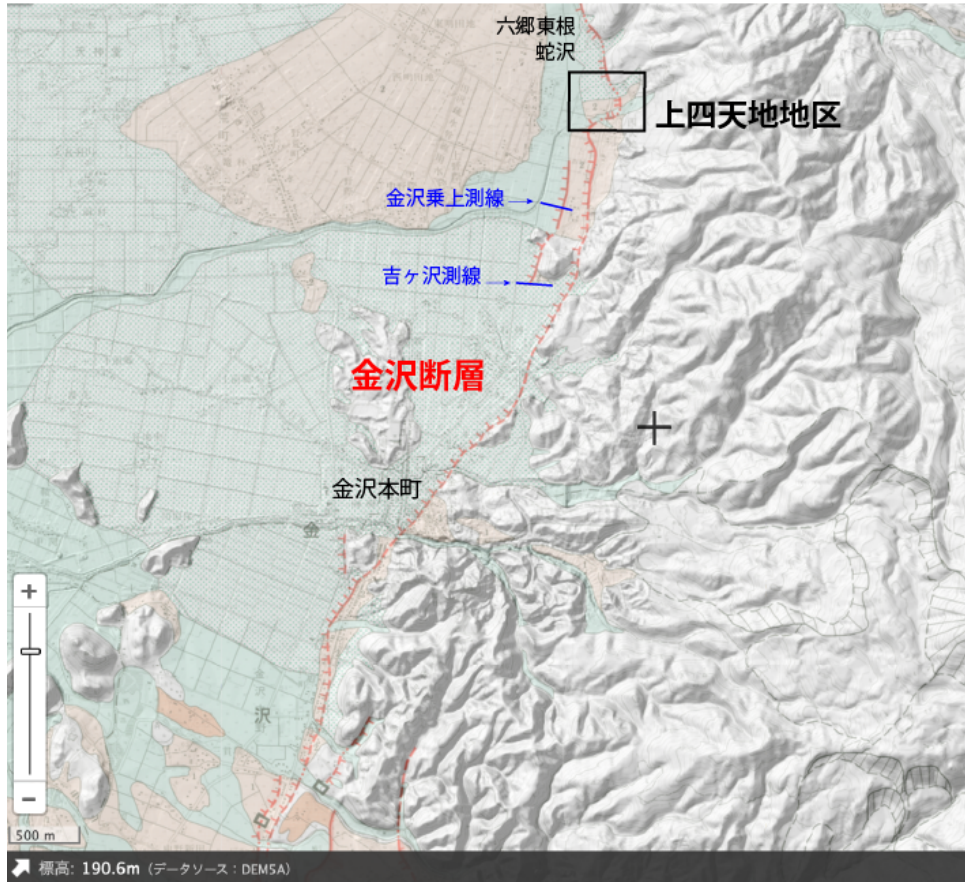 六郷東根
蛇沢
上四天地地区
金沢乗上測線
吉ヶ沢測線
金沢断層
金沢本町
金
沢
+
−
500 m
標高: 190.6m (データソース:DEM5A)